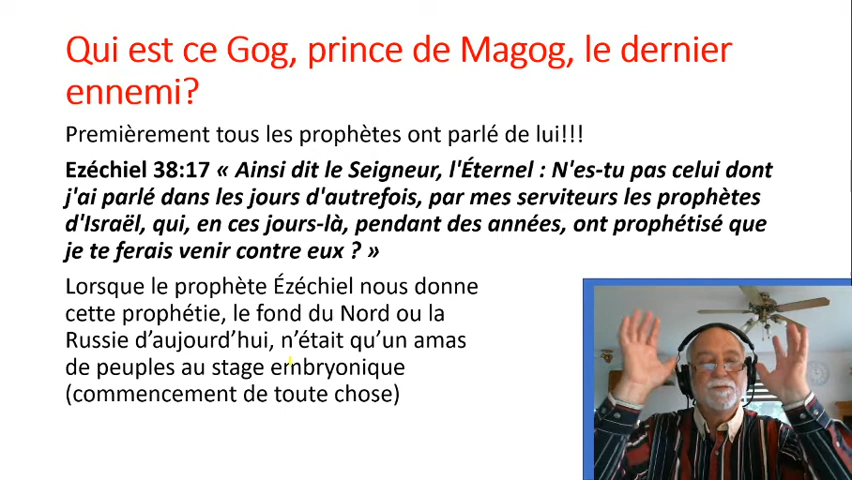 Qui est ce Gog, prince de Magog, le dernier
ennemi?
Premièrement tous les prophètes ont parlé de lui!!!
Ezéchiel 38:17 « Ainsi dit le Seigneur, l'Éternel : N'es-tu pas celui dont
j'ai parlé dans les jours d'autrefois, par mes serviteurs les prophètes
d'Israël, qui, en ces jours-là, pendant des années, ont prophétisé que
je te ferais venir contre eux ? »
Lorsque le prophète Ézéchiel nous donne
cette prophétie, le fond du Nord ou la
Russie d’aujourd’hui, n’était qu’un amas
de peuples au stage embryonique
(commencement de toute chose)